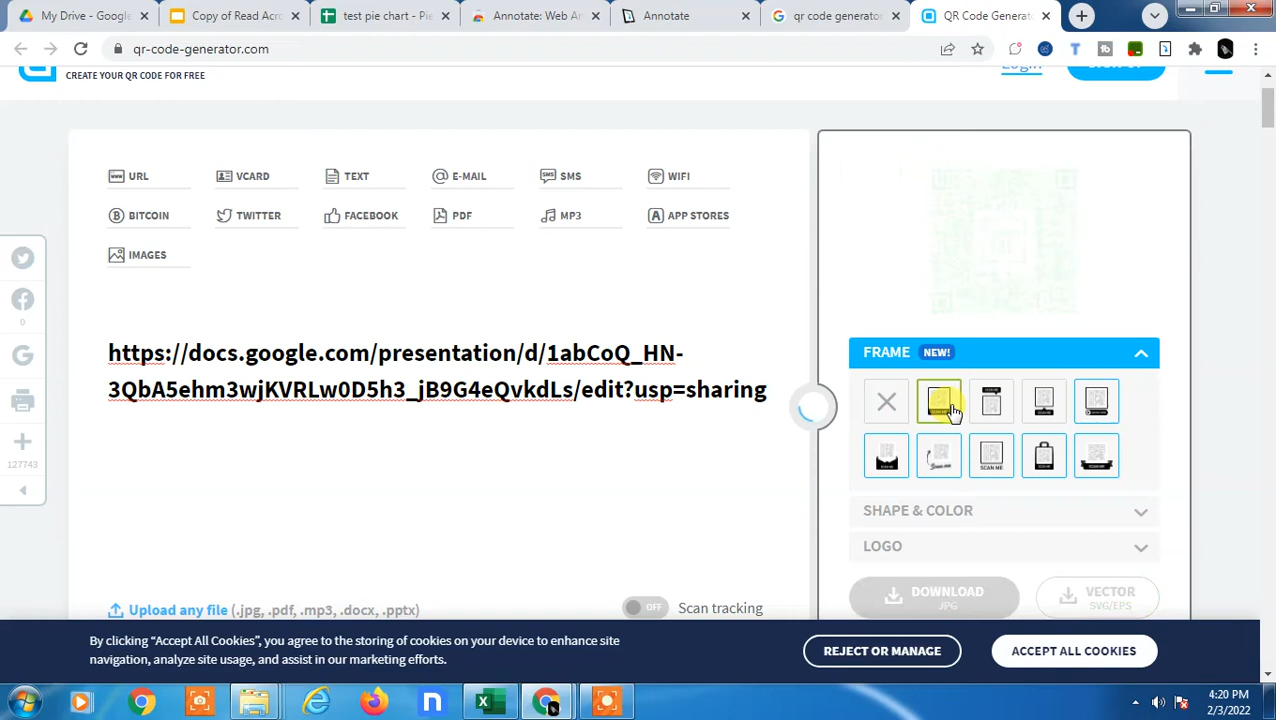 My Drive - Google
Copy of Read Acro
test pie chart - Pie
Annotate: Web A
Annotate
qr code generator
QR Code Generat
qr-code-generator.com
CREATE YOUR QR CODE FOR FREE
Login
URL
VCARD
TEXT
E-MAIL
SMS
WIFI
BITCOIN
TWITTER
FACEBOOK
PDF
MP3
APP STORES
IMAGES
0
127743
https://docs.google.com/presentation/d/1abCoQ_HN-
3QbA5ehm3wjKVRLw0D5h3_jB9G4eQvkdLs/edit?usp=sharing
Upload any file (.jpg, .pdf, .mp3, .docx, .pptx)
OFF
Scan tracking
FRAME NEW!
SCAN ME
SHAPE & COLOR
LOGO
DOWNLOAD
JPG
VECTOR
SVG/EPS
By clicking “Accept All Cookies”, you agree to the storing of cookies on your device to enhance site
navigation, analyze site usage, and assist in our marketing efforts.
REJECT OR MANAGE
ACCEPT ALL COOKIES
4:20 PM
2/3/2022